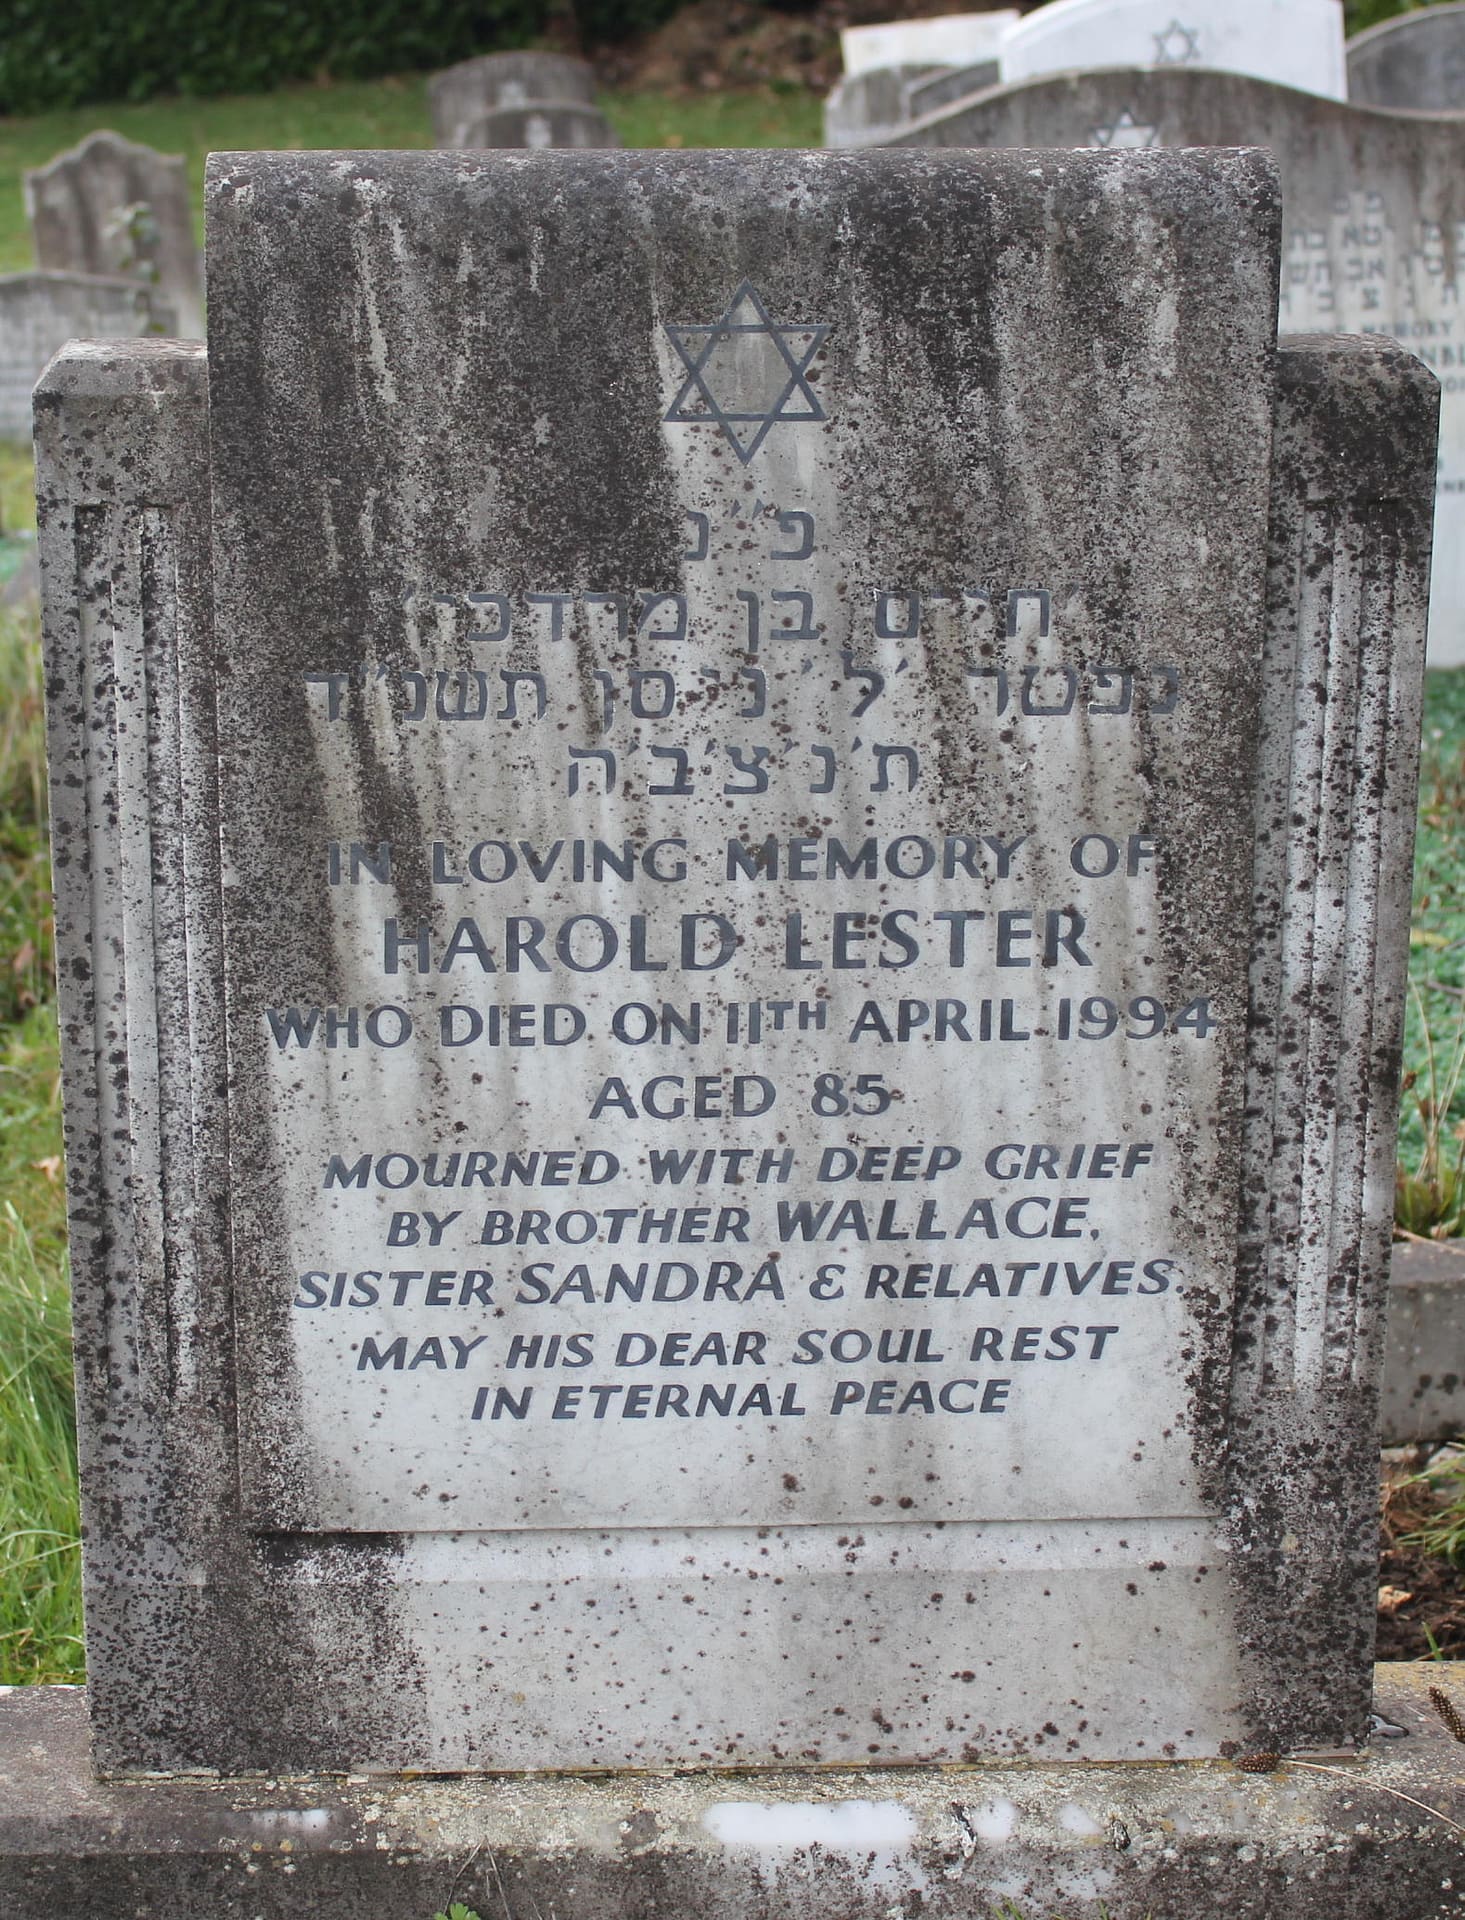 פ״נ
׳חיים בן מרדכי׳
נפטר ׳ל׳ ניסן תשנ״ד
ת׳נ׳צ׳ב׳ה
IN LOVING MEMORY OF
HAROLD LESTER
WHO DIED ON 11TH APRIL 1994
AGED 85
MOURNED WITH DEEP GRIEF
BY BROTHER WALLACE,
SISTER SANDRA & RELATIVES.
MAY HIS DEAR SOUL REST
IN ETERNAL PEACE
MEMORY